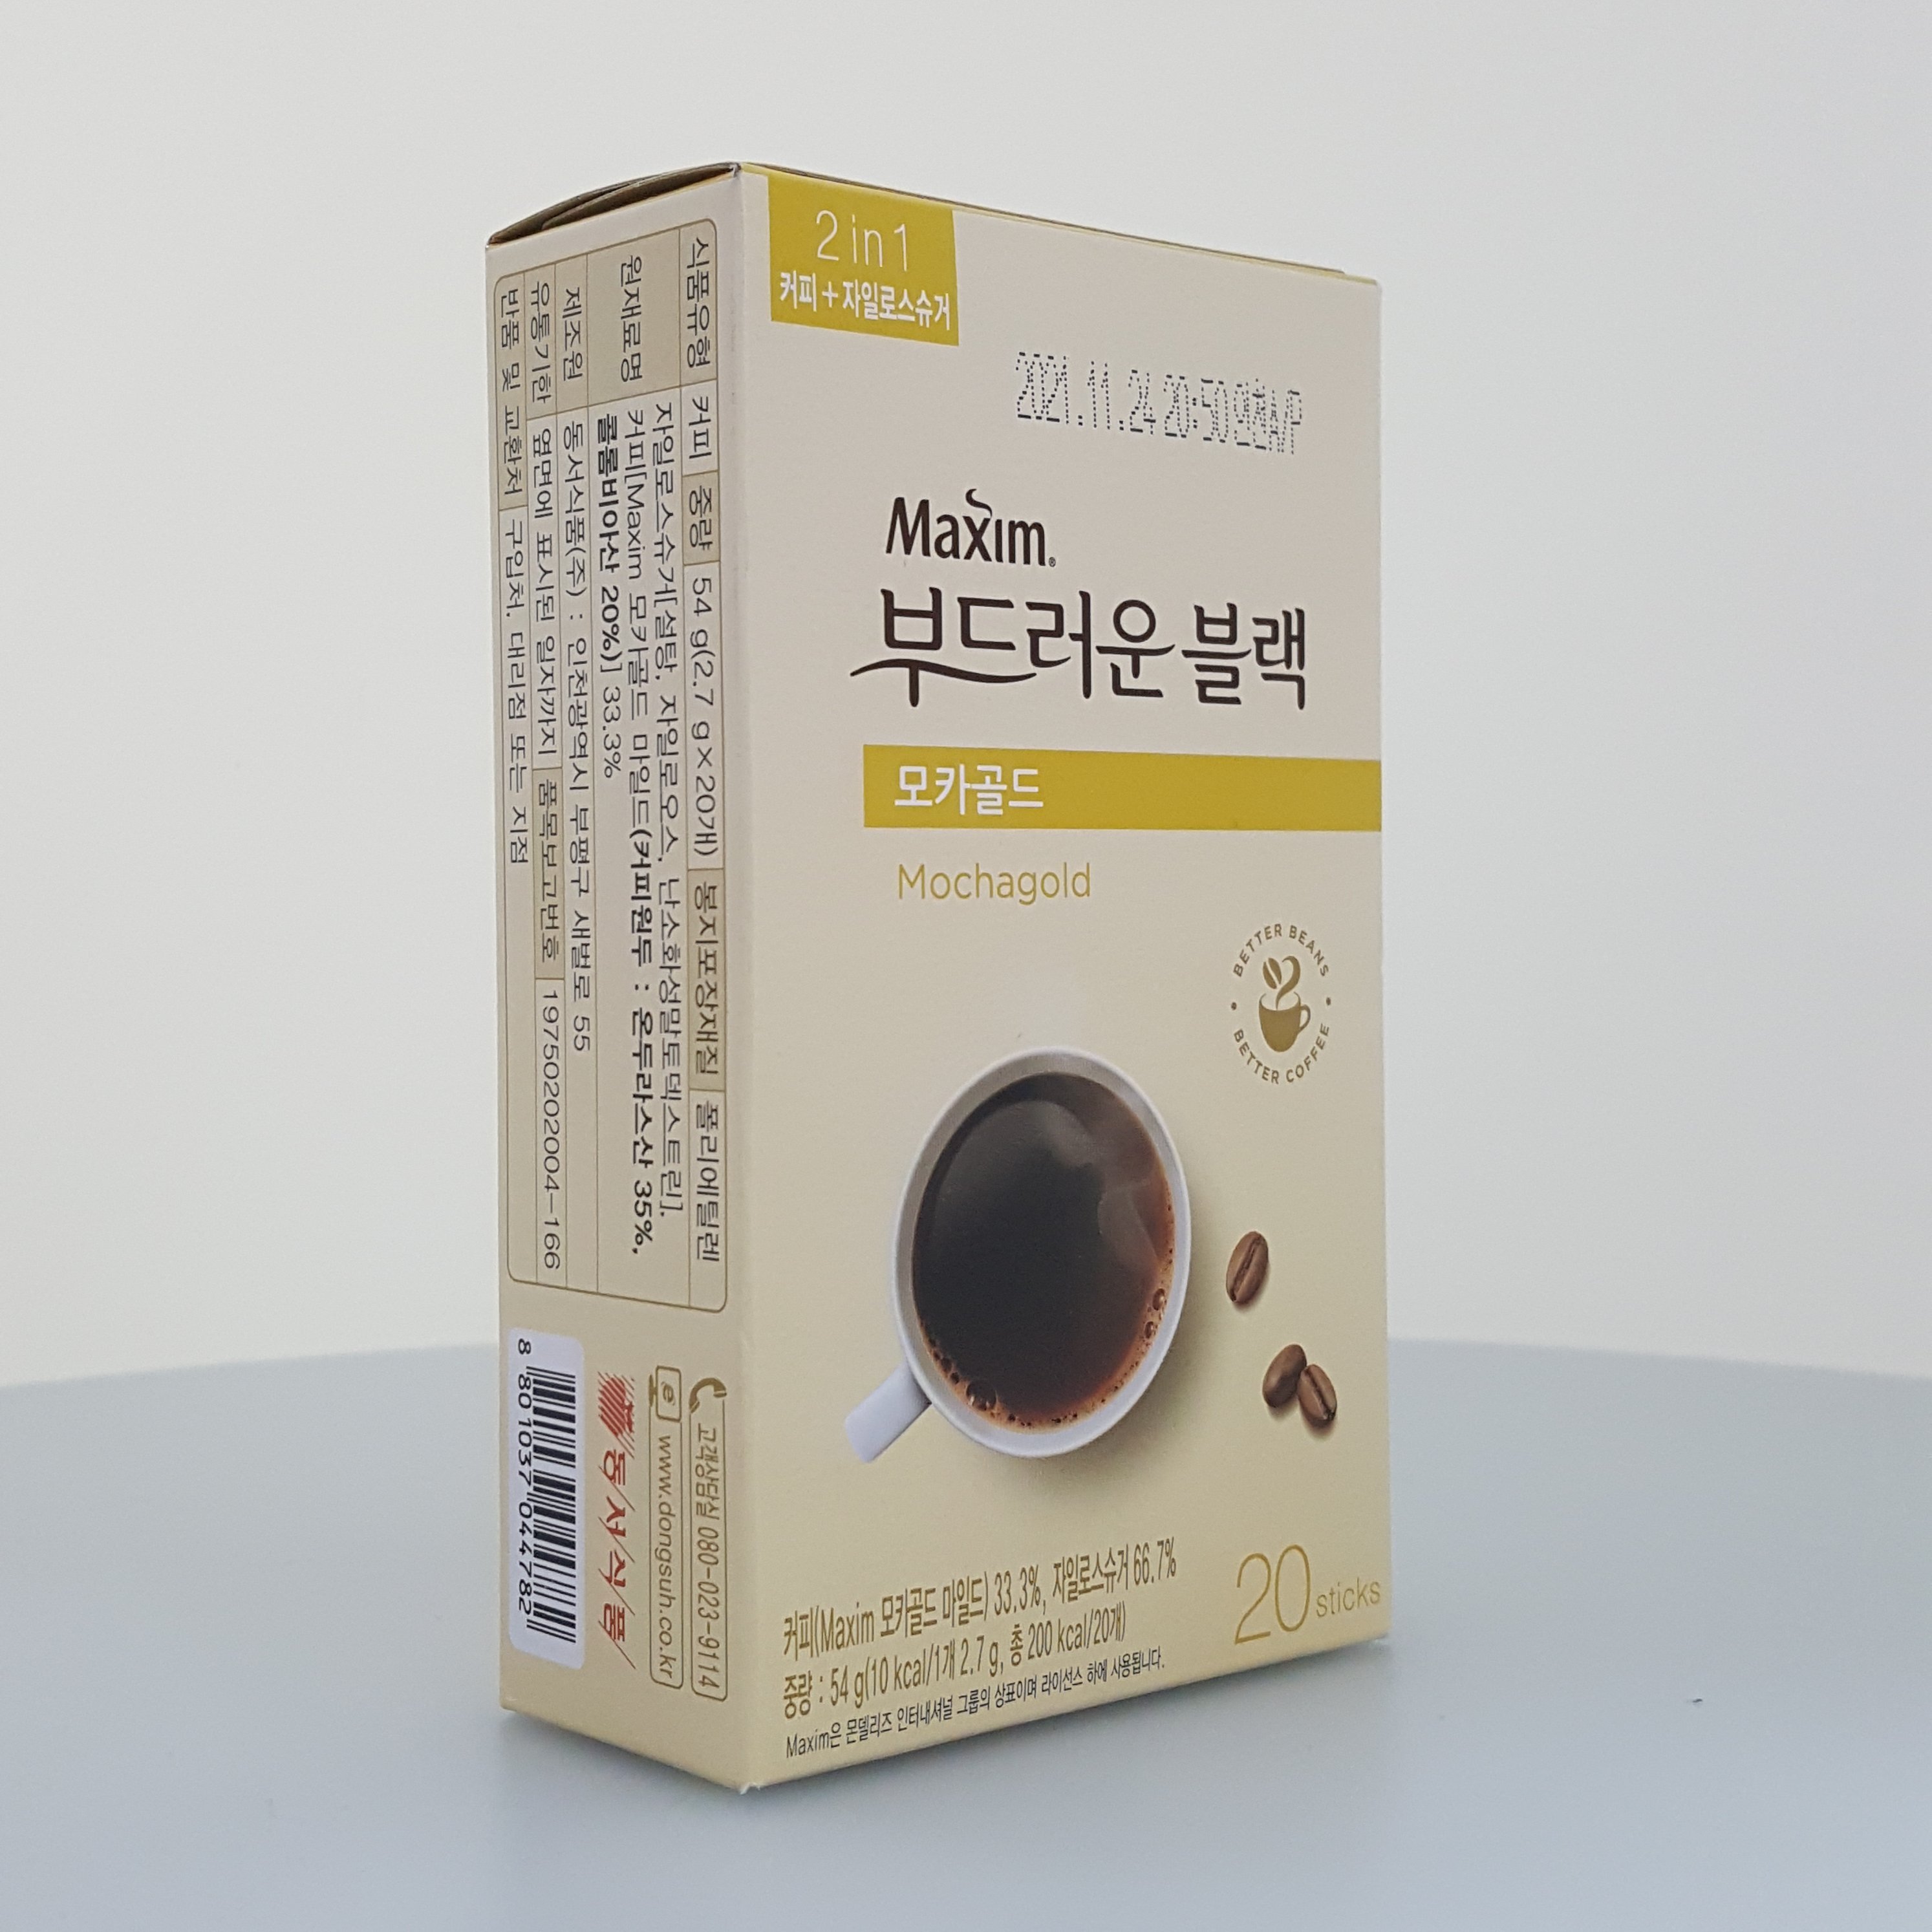 2 in 1
커피 + 자일로스슈거
2021.11.24 20:50 인천A/P
Maxim®
부드러운 블랙
모카골드
Mochagold
BETTER BEANS
BETTER COFFEE
커피(Maxim 모카골드 마일드) 33.3%, 자일로스슈거 66.7%
중량 : 54 g(10 kcal/1개 2.7 g, 총 200 kcal/20개)
Maxim은 몬델리즈 인터내셔널 그룹의 상표이며 라이선스 하에 사용됩니다.
20 sticks
식품유형 커피 중량 54 g(2.7 g×20개) 봉지포장재질 폴리에틸렌
원재료명 자일로스슈거[설탕, 자일로오스, 난소화성말토덱스트린],
커피[Maxim 모카골드 마일드(커피원두 : 온두라스산 35%,
콜롬비아산 20%)] 33.3%
제조원 동서식품(주) : 인천광역시 부평구 새벌로 55
유통기한 옆면에 표시된 일자까지 품목보고번호 19750202004-166
반품 및 교환처 구입처, 대리점 또는 지점
고객상담실 080-023-9114
e www.dongsuh.co.kr
동서식품
8 801037 044782